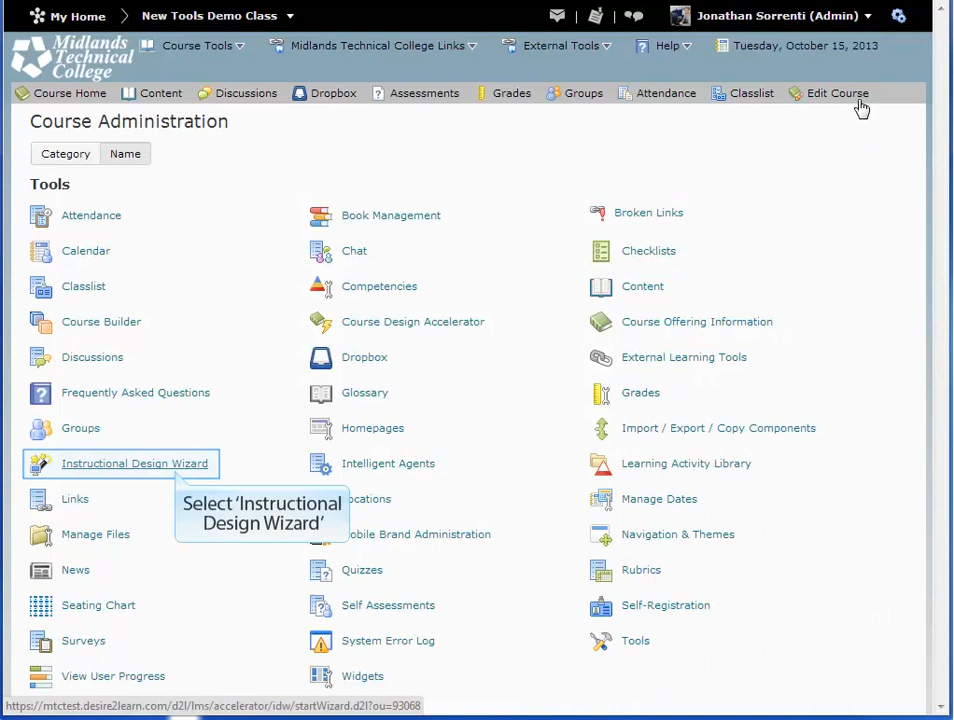 My Home
New Tools Demo Class
Jonathan Sorrenti (Admin)
Midlands
Technical
College
Course Tools
Midlands Technical College Links
External Tools
Help
Tuesday, October 15, 2013
Course Home
Content
Discussions
Dropbox
Assessments
Grades
Groups
Attendance
Classlist
Edit Course
Course Administration
Category
Name
Tools
Attendance
Book Management
Broken Links
Calendar
Chat
Checklists
Classlist
Competencies
Content
Course Builder
Course Design Accelerator
Course Offering Information
Discussions
Dropbox
External Learning Tools
Frequently Asked Questions
Glossary
Grades
Groups
Homepages
Import / Export / Copy Components
Instructional Design Wizard
Intelligent Agents
Learning Activity Library
Select ‘Instructional
Design Wizard’
Links
Manage Dates
Manage Files
Navigation & Themes
News
Quizzes
Rubrics
Seating Chart
Self Assessments
Self-Registration
Surveys
System Error Log
Tools
View User Progress
Widgets
https://mtctest.desire2learn.com/d2l/lms/accelerator/idw/startWizard.d2l?ou=93068